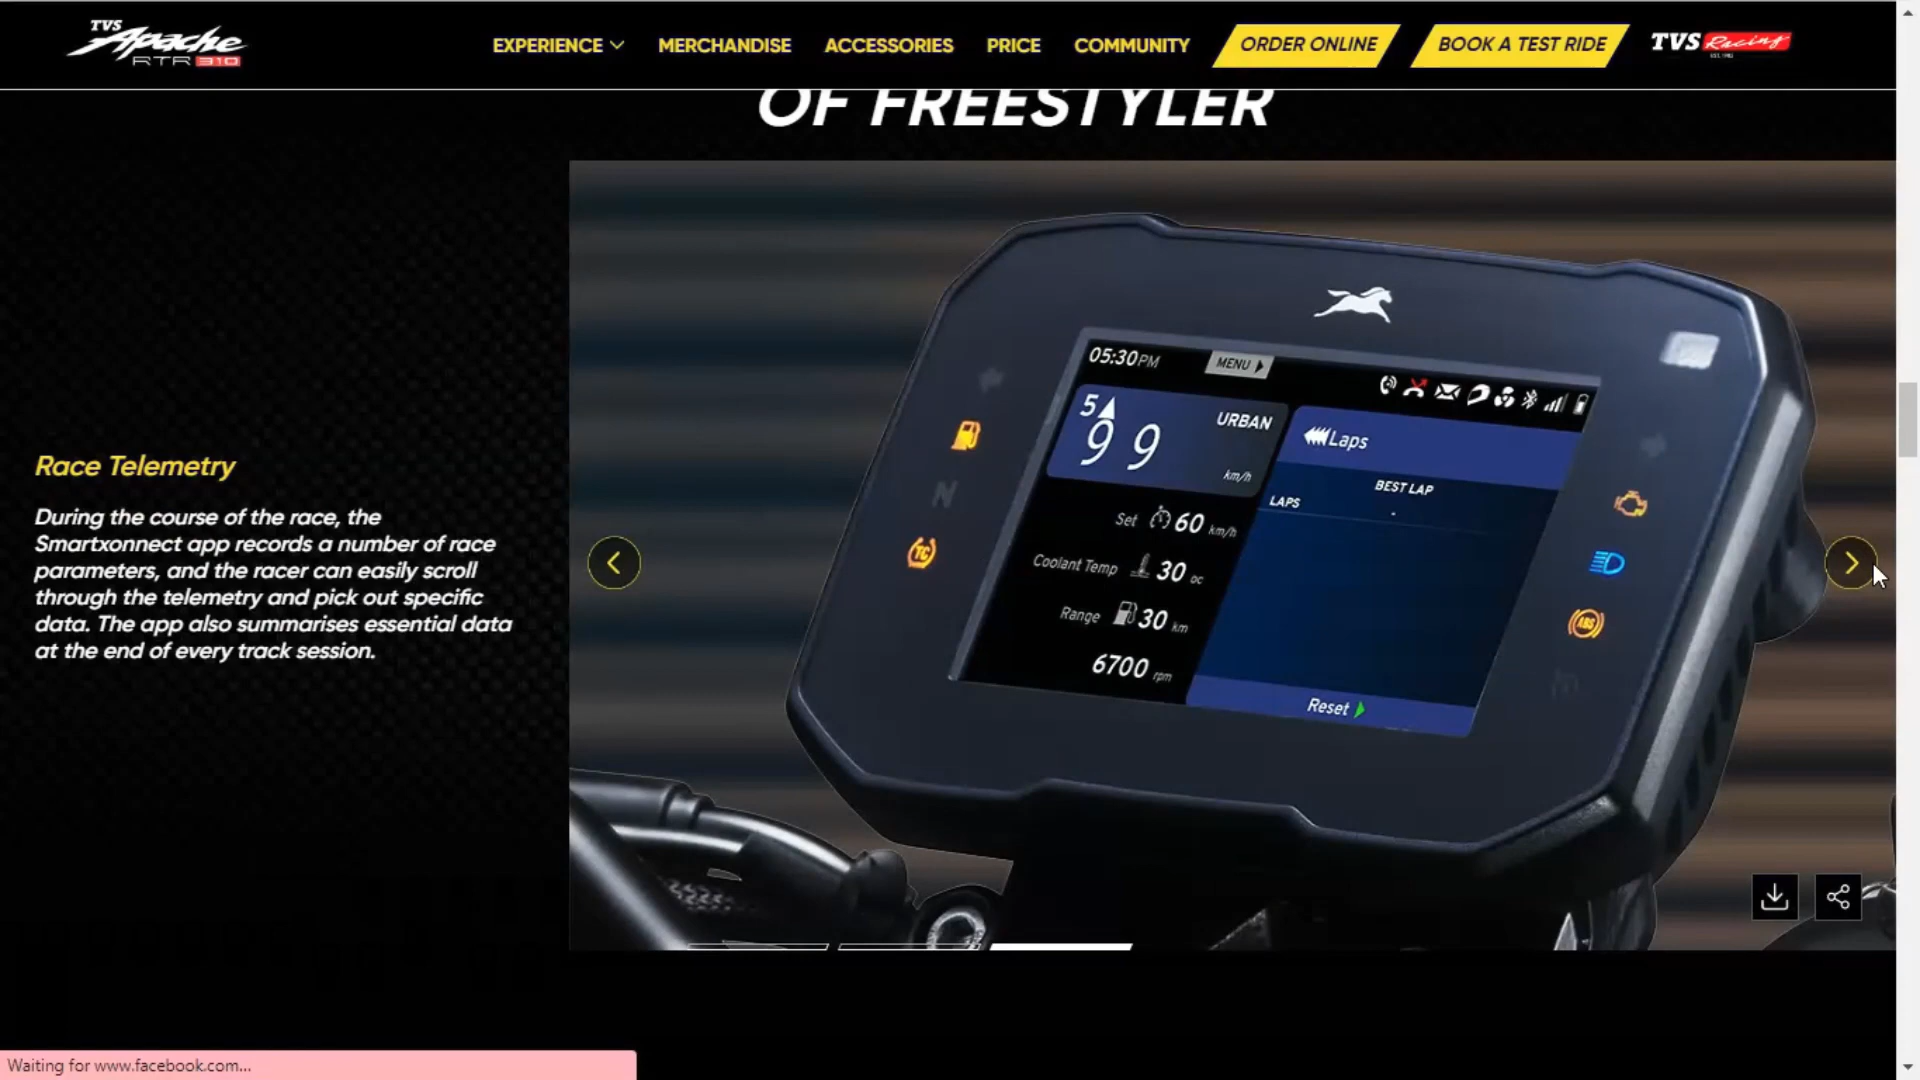 TVS
Apache
RTR 310
EXPERIENCE
MERCHANDISE
ACCESSORIES
PRICE
COMMUNITY
ORDER ONLINE
BOOK A TEST RIDE
TVS Racing
OF FREESTYLER
Race Telemetry
During the course of the race, the
Smartxonnect app records a number of race
parameters, and the racer can easily scroll
through the telemetry and pick out specific
data. The app also summarises essential data
at the end of every track session.
05:30PM
MENU
5
URBAN
99
km/h
Set 60 km/h
Coolant Temp 30 oc
Range 30 km
6700 rpm
Laps
BEST LAP
LAPS
-
Reset
N
TC
ABS
Waiting for www.facebook.com...